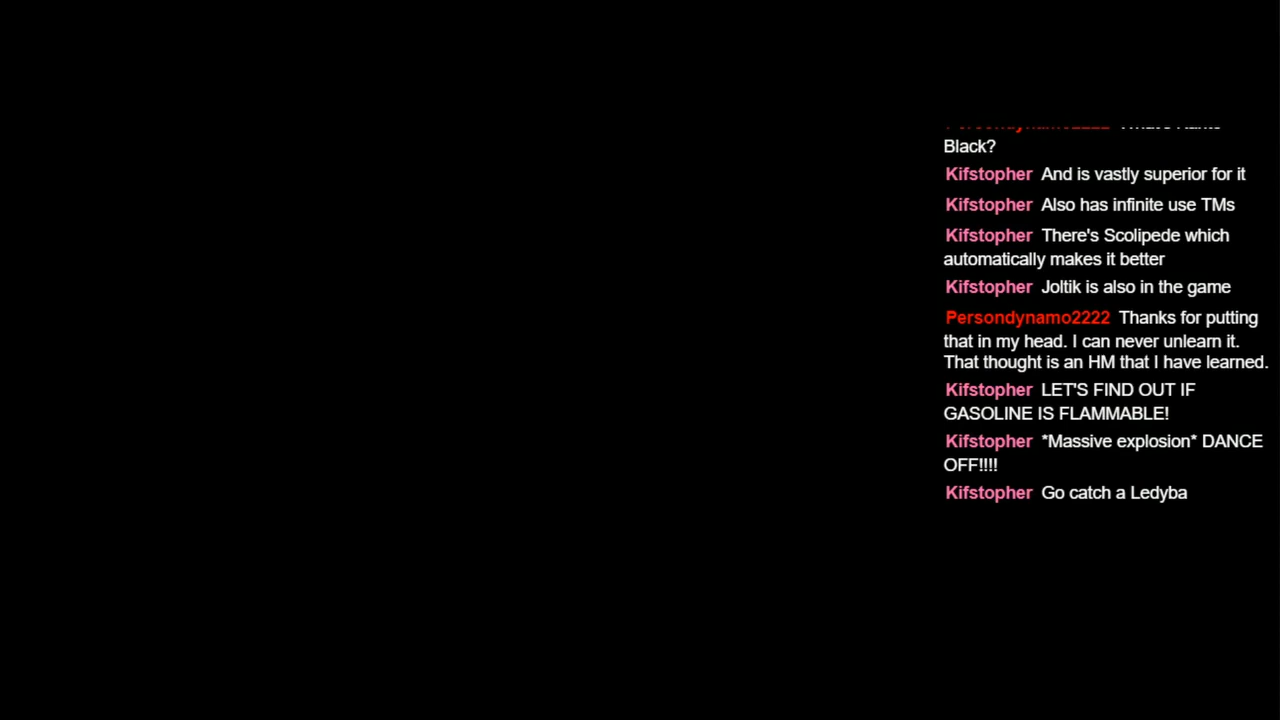 Black?
Kifstopher And is vastly superior for it
Kifstopher Also has infinite use TMs
Kifstopher There's Scolipede which
automatically makes it better
Kifstopher Joltik is also in the game
Persondynamo2222 Thanks for putting
that in my head. I can never unlearn it.
That thought is an HM that I have learned.
Kifstopher LET'S FIND OUT IF
GASOLINE IS FLAMMABLE!
Kifstopher *Massive explosion* DANCE
OFF!!!!
Kifstopher Go catch a Ledyba